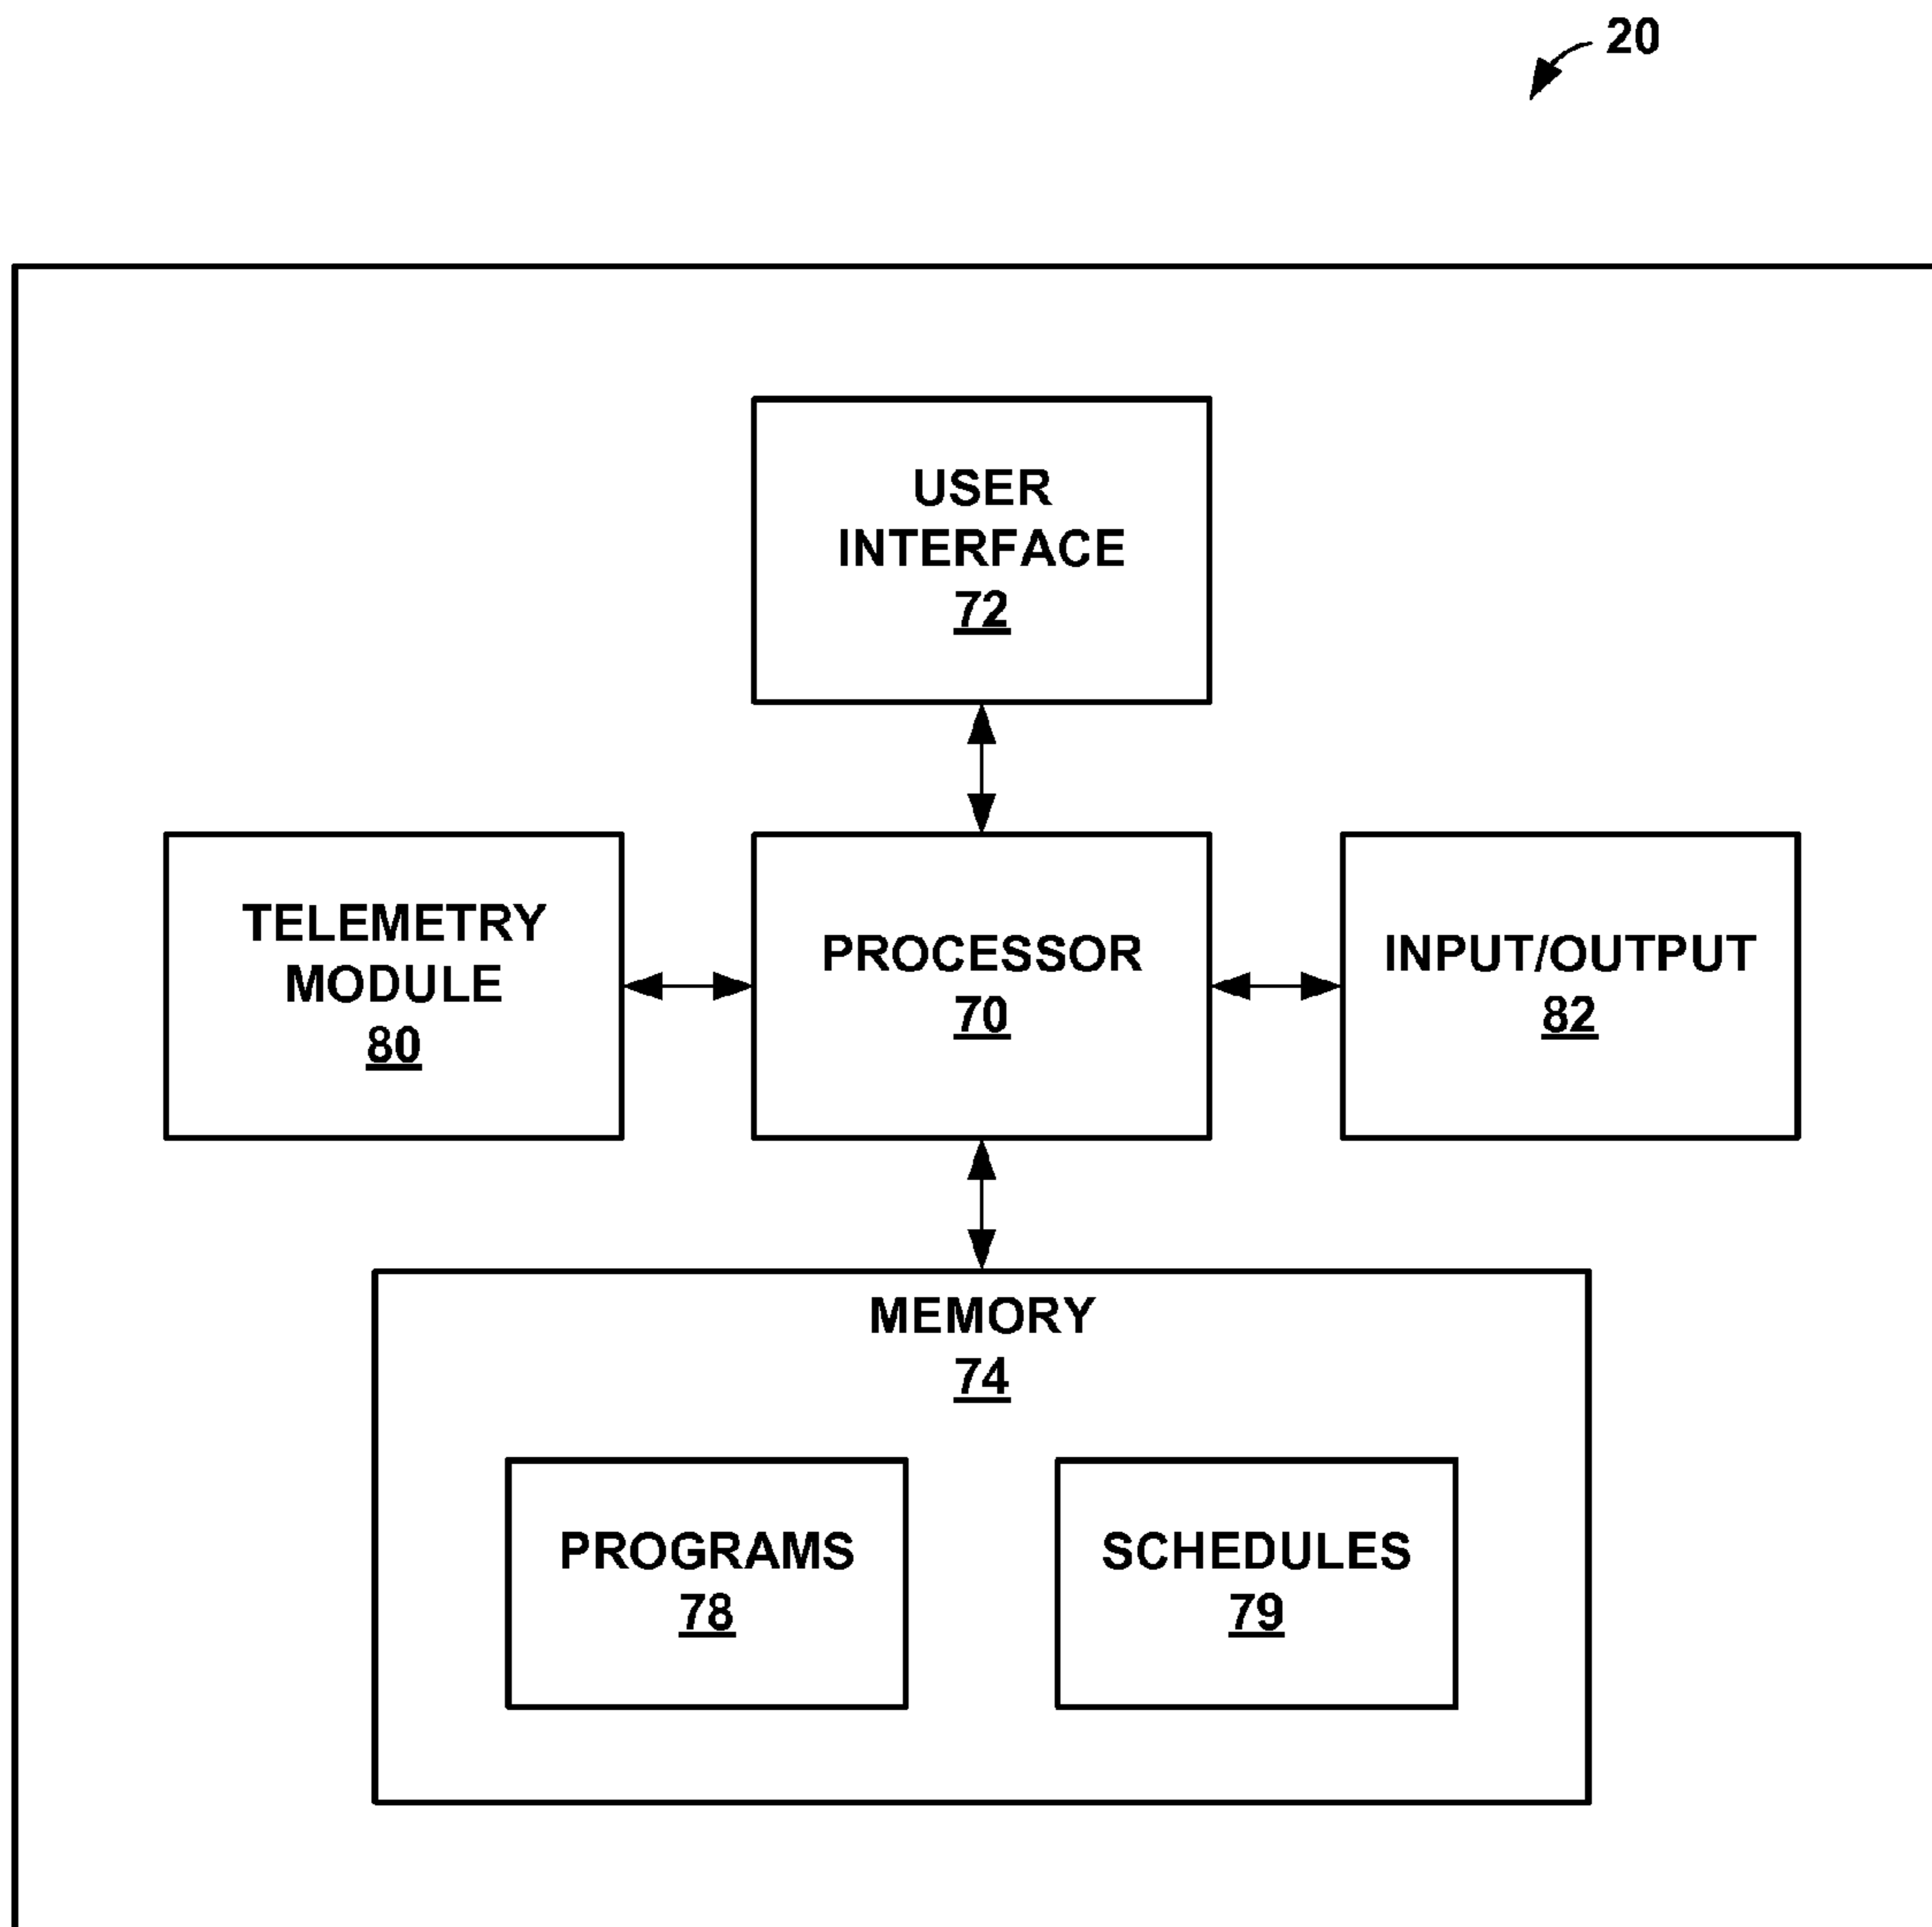 20
USER
INTERFACE
72
TELEMETRY
MODULE
80
PROCESSOR
70
INPUT/OUTPUT
82
MEMORY
74
PROGRAMS
78
SCHEDULES
79